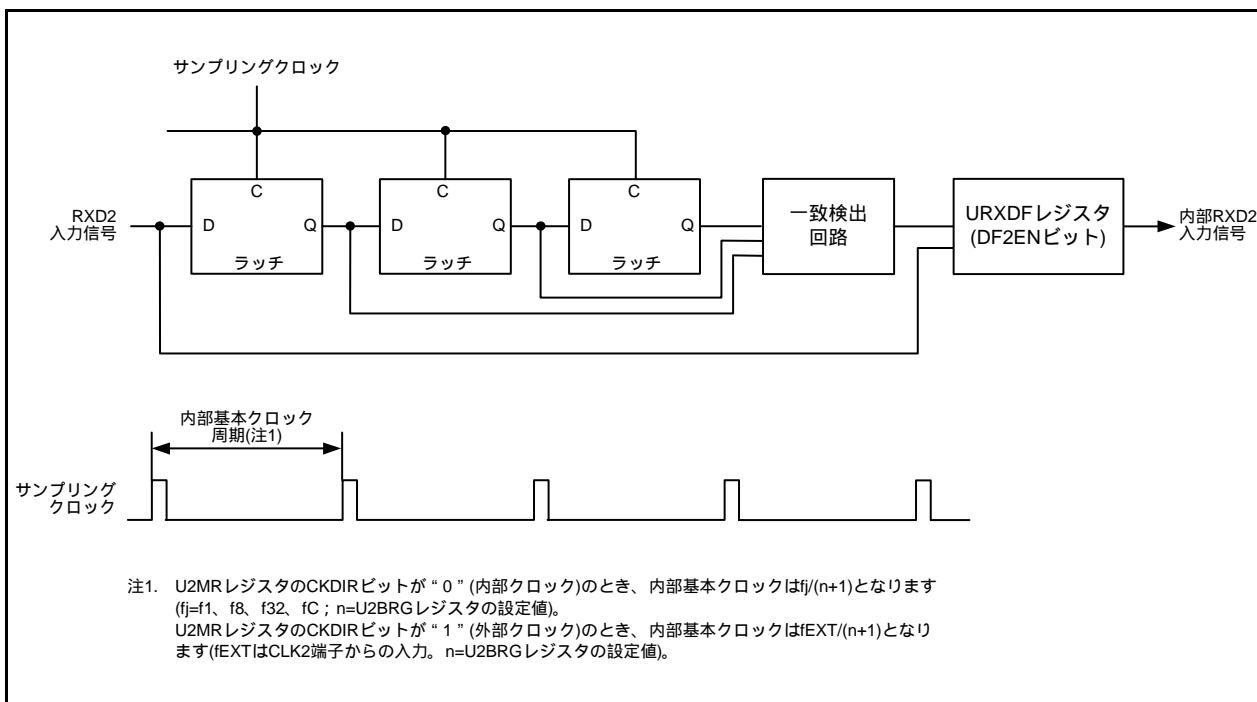 サンプリングクロック
C
C
C
RXD2
入力信号
D
Q
D
Q
D
Q
ラッチ
ラッチ
ラッチ
一致検出
回路
URXDFレジスタ
(DF2ENビット)
内部RXD2
入力信号
内部基本クロック
周期(注1)
サンプリング
クロック
注1. U2MRレジスタのCKDIRビットが“0”(内部クロック)のとき、内部基本クロックはfj/(n+1)となります
(fj=f1、f8、f32、fC；n=U2BRGレジスタの設定値)。
U2MRレジスタのCKDIRビットが“1”(外部クロック)のとき、内部基本クロックはfEXT/(n+1)となり
ます(fEXTはCLK2端子からの入力。n=U2BRGレジスタの設定値)。